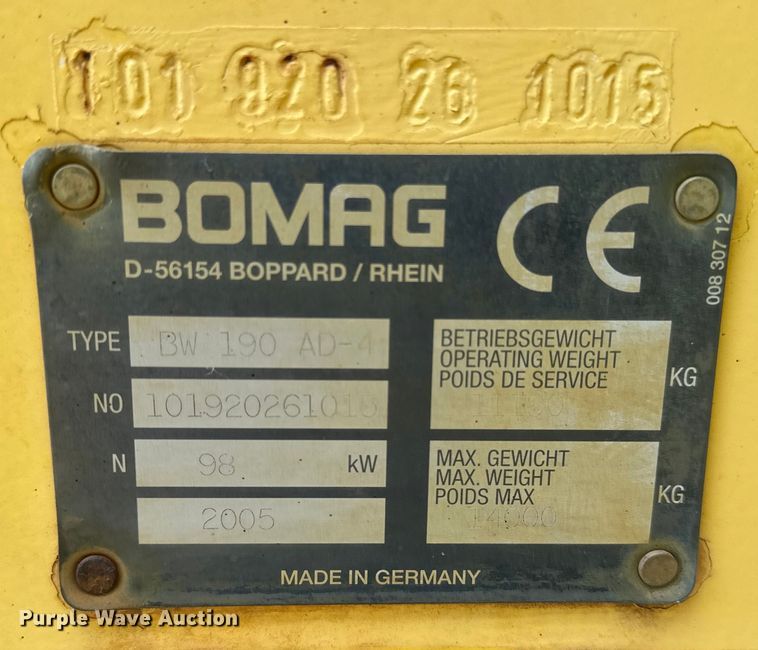 101 920 26 1015
BOMAG CE
D-56154 BOPPARD / RHEIN
008 307 12
TYPE BW 190 AD-4
BETRIEBSGEWICHT
OPERATING WEIGHT
POIDS DE SERVICE
KG
NO 101920261015
N 98 kW
MAX. GEWICHT
MAX. WEIGHT
POIDS MAX
KG
14000
2005
MADE IN GERMANY
Purple Wave Auction